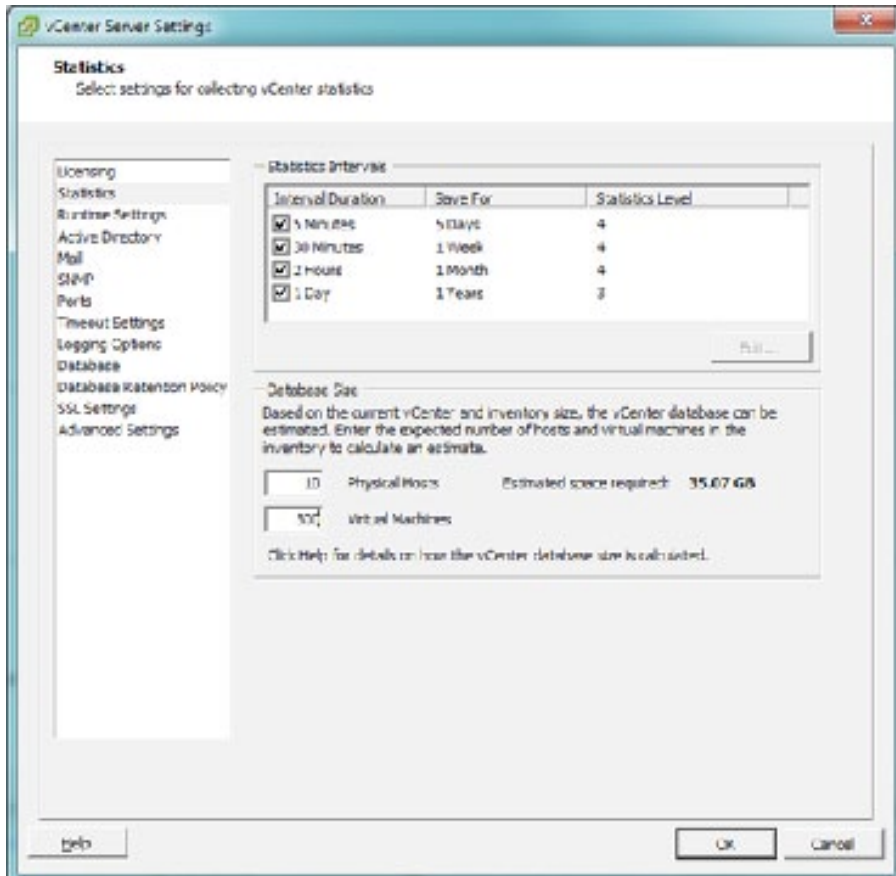 vCenter Server Settings
Statistics
Select settings for collecting vCenter statistics
Licensing
Statistics
Runtime Settings
Active Directory
Mail
SNMP
Ports
Timeout Settings
Logging Options
Database
Database Retention Policy
SSL Settings
Advanced Settings
Statistics Intervals
Interval Duration Save For Statistics Level
5 Minutes 5 Days 4
30 Minutes 1 Week 4
2 Hours 1 Month 4
1 Day 1 Years 3
Edit...
Database Size
Based on the current vCenter and inventory size, the vCenter database can be
estimated. Enter the expected number of hosts and virtual machines in the
inventory to calculate an estimate.
10 Physical Hosts Estimated space required: 35.07 GB
300 Virtual Machines
Click Help for details on how the vCenter database size is calculated.
Help OK Cancel